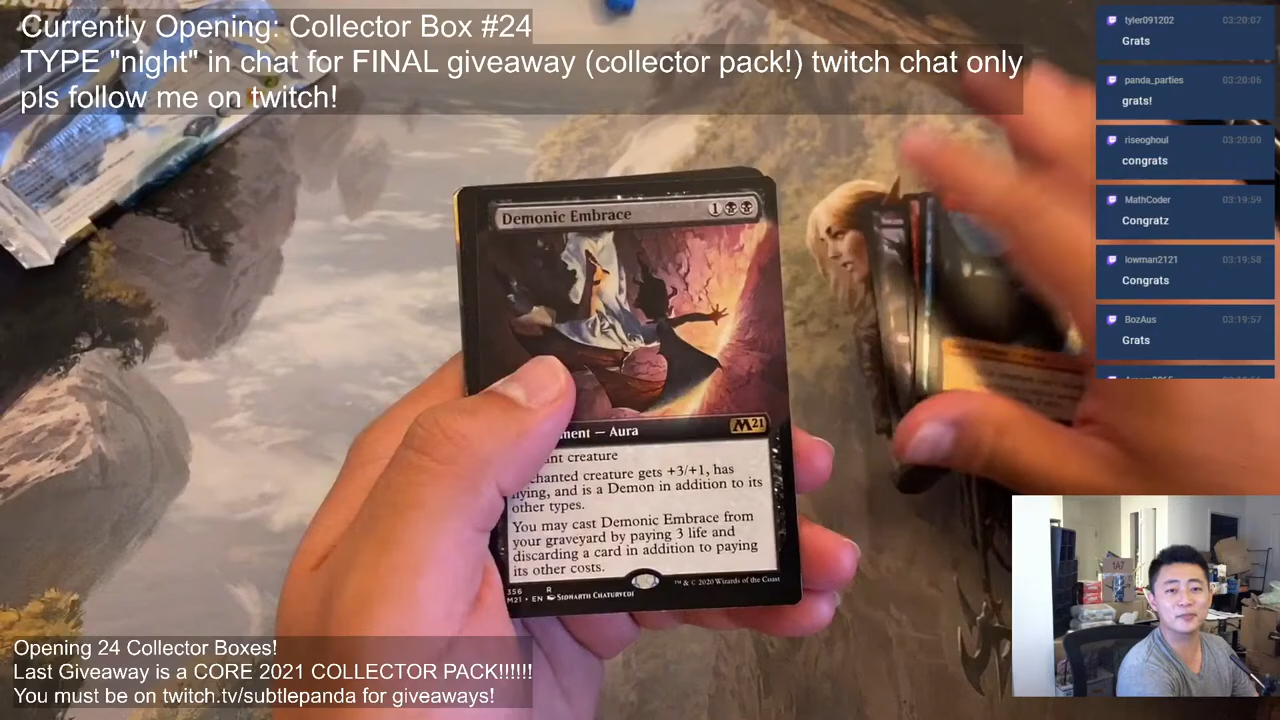 Currently Opening: Collector Box #24
TYPE "night" in chat for FINAL giveaway (collector pack!) twitch chat only
pls follow me on twitch!
tyler091202 03:20:07
Grats
panda_parties 03:20:06
grats!
riseoghoul 03:20:00
congrats
MathCoder 03:19:59
Congratz
lowman2121 03:19:58
Congrats
BozAus 03:19:57
Grats
Demonic Embrace 1
ment — Aura M21
nt creature
chanted creature gets +3/+1, has
lying, and is a Demon in addition to its
other types.
You may cast Demonic Embrace from
your graveyard by paying 3 life and
discarding a card in addition to paying
its other costs.
356 R
M21 • EN SIDHARTH CHATURVEDI
™ & © 2020 Wizards of the Coast
1A7
Opening 24 Collector Boxes!
Last Giveaway is a CORE 2021 COLLECTOR PACK!!!!!!
You must be on twitch.tv/subtlepanda for giveaways!